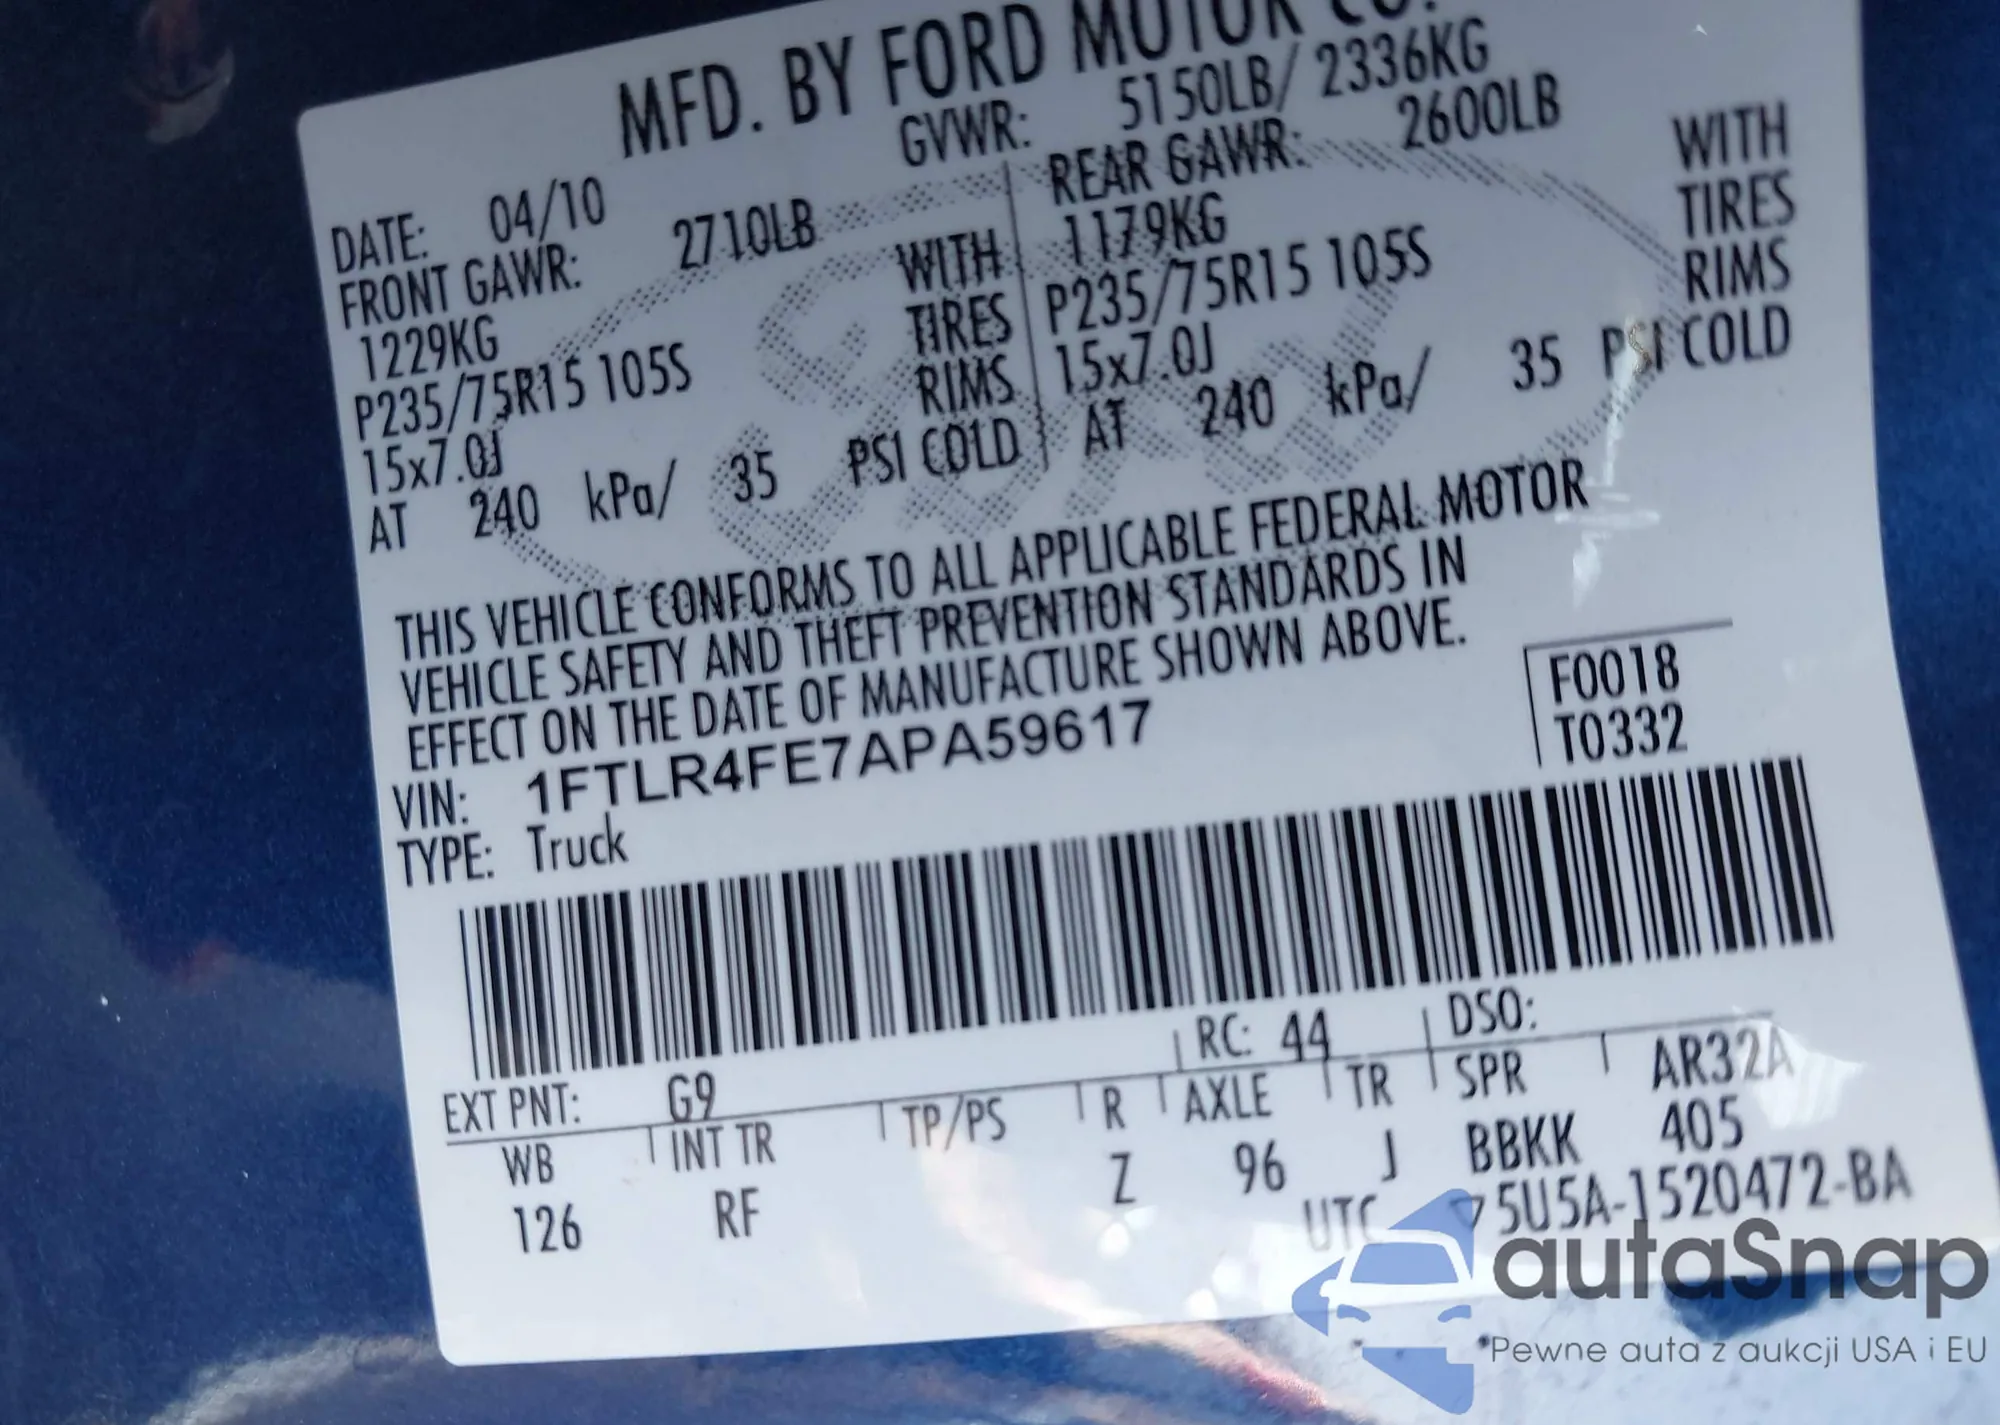 MFD. BY FORD MOTOR CO.
DATE: 04/10 GVWR: 5150LB/ 2336KG
FRONT GAWR: 2710LB REAR GAWR: 2600LB
1229KG WITH 1179KG WITH
P235/75R15 105S TIRES P235/75R15 105S TIRES
15x7.0J RIMS 15x7.0J RIMS
AT 240 kPa/ 35 PSI COLD AT 240 kPa/ 35 PSI COLD
THIS VEHICLE CONFORMS TO ALL APPLICABLE FEDERAL MOTOR
VEHICLE SAFETY AND THEFT PREVENTION STANDARDS IN
EFFECT ON THE DATE OF MANUFACTURE SHOWN ABOVE.
VIN: 1FTLR4FE7APA59617
TYPE: Truck
F0018
T0332
EXT PNT: G9 RC: 44 DSO:
WB INT TR TP/PS R AXLE TR SPR AR32A
126 RF Z 96 J BBKK 405
UTC 75U5A-1520472-BA
autaSnap
*Pewne auta z aukcji USA i EU